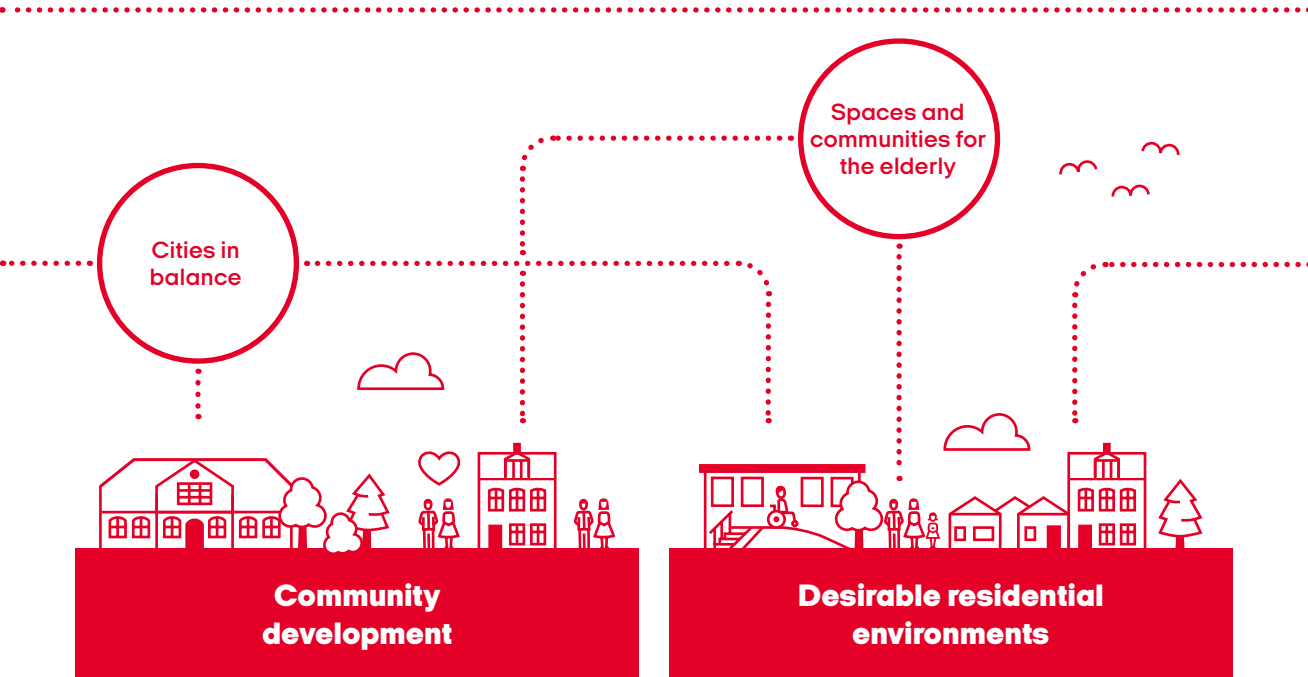 Spaces and
communities for
the elderly
Cities in
balance
Community
development
Desirable residential
environments